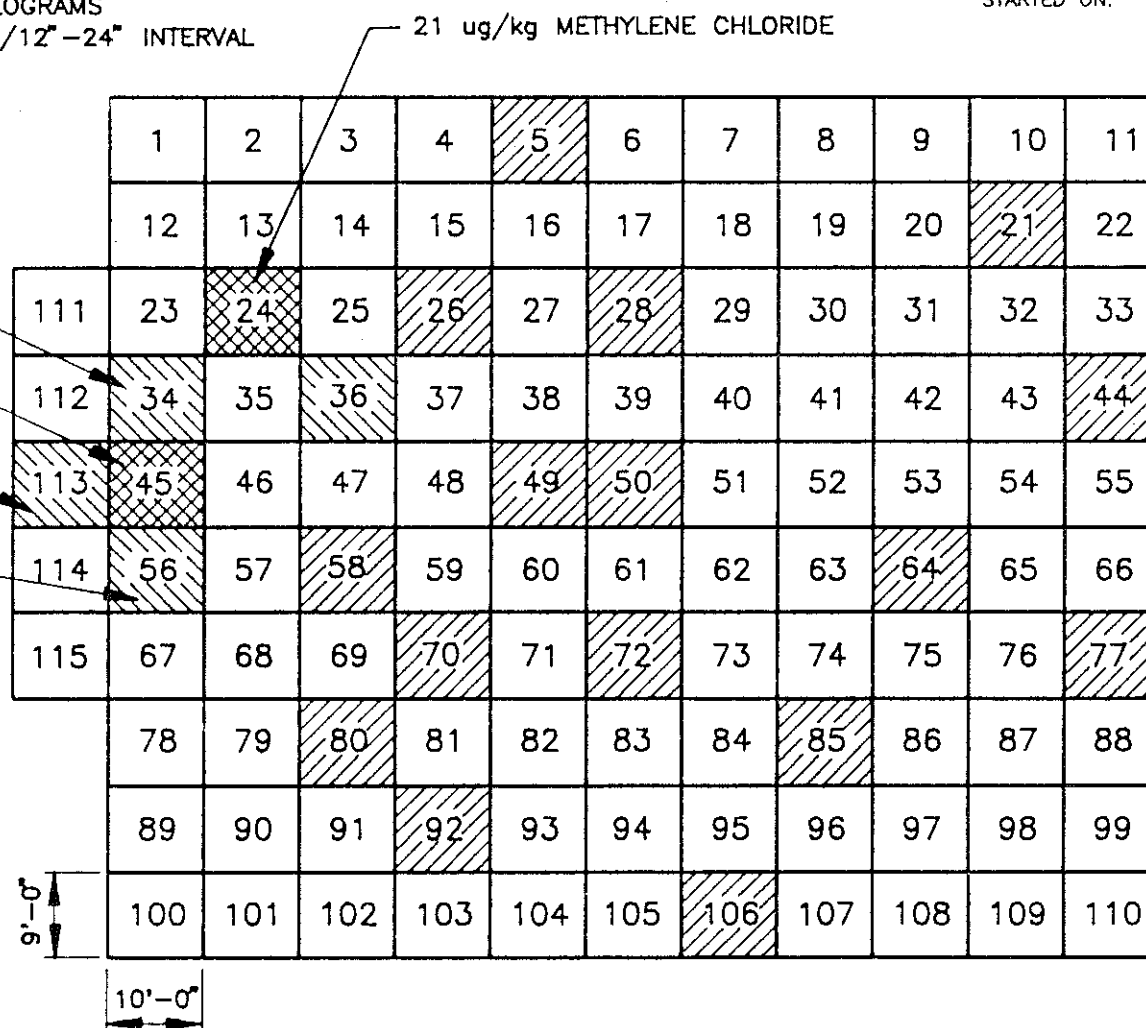 LOGRAMS
/12"-24" INTERVAL
21 ug/kg METHYLENE CHLORIDE
STARTED ON:
1 2 3 4 5 6 7 8 9 10 11
12 13 14 15 16 17 18 19 20 21 22
111 23 24 25 26 27 28 29 30 31 32 33
112 34 35 36 37 38 39 40 41 42 43 44
113 45 46 47 48 49 50 51 52 53 54 55
114 56 57 58 59 60 61 62 63 64 65 66
115 67 68 69 70 71 72 73 74 75 76 77
78 79 80 81 82 83 84 85 86 87 88
89 90 91 92 93 94 95 96 97 98 99
9'-0"
100 101 102 103 104 105 106 107 108 109 110
10'-0"